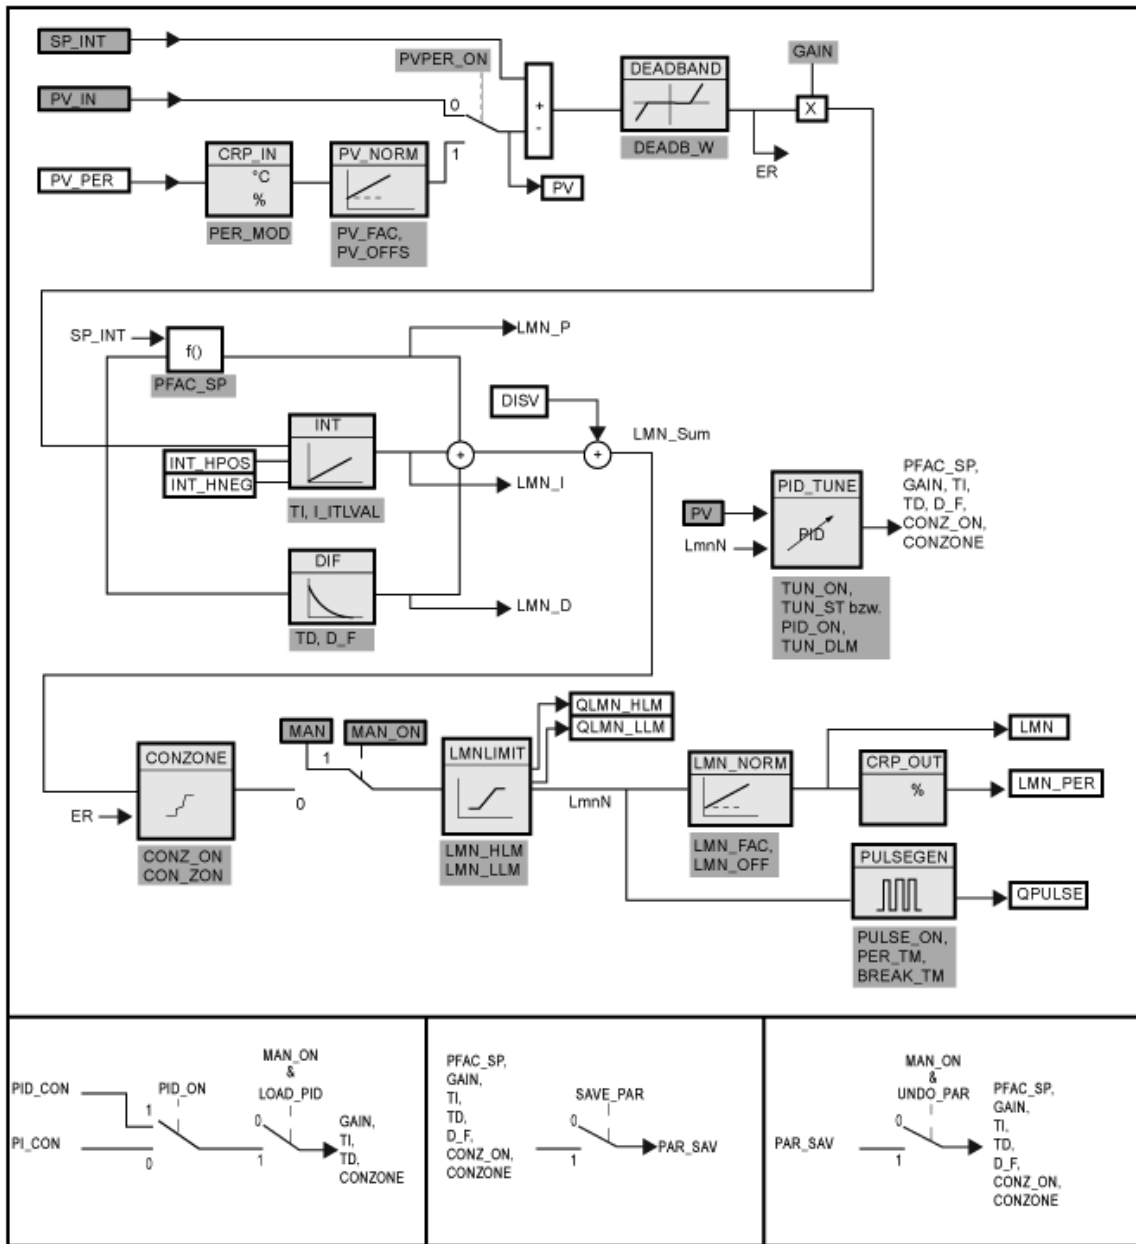 SP_INT
PVPER_ON
GAIN
DEADBAND
PV_IN
0
+
-
X
DEADB_W
ER
CRP_IN
°C
%
PV_NORM
1
PV_PER
PV
PER_MOD
PV_FAC,
PV_OFFS
SP_INT
LMN_P
f()
PFAC_SP
DISV
INT
LMN_Sum
+
+
INT_HPOS
INT_HNEG
LMN_I
TI, I_ITLVAL
PID_TUNE
PFAC_SP,
GAIN, TI,
TD, D_F,
CONZ_ON,
CONZONE
PV
PID
LmnN
DIF
LMN_D
TD, D_F
TUN_ON,
TUN_ST bzw.
PID_ON,
TUN_DLM
QLMN_HLM
QLMN_LLM
MAN
MAN_ON
LMN
CONZONE
1
LMNLIMIT
LMN_NORM
CRP_OUT
%
LMN_PER
0
LmnN
ER
CONZ_ON
CON_ZON
LMN_HLM
LMN_LLM
LMN_FAC,
LMN_OFF
PULSEGEN
QPULSE
PULSE_ON,
PER_TM,
BREAK_TM
PID_CON
PI_CON
PID_ON
1
0
MAN_ON
&
LOAD_PID
0
1
GAIN,
TI,
TD,
CONZONE
PFAC_SP,
GAIN,
TI,
TD,
D_F,
CONZ_ON,
CONZONE
SAVE_PAR
0
1
PAR_SAV
PAR_SAV
MAN_ON
&
UNDO_PAR
0
1
PFAC_SP,
GAIN,
TI,
TD,
D_F,
CONZ_ON,
CONZONE